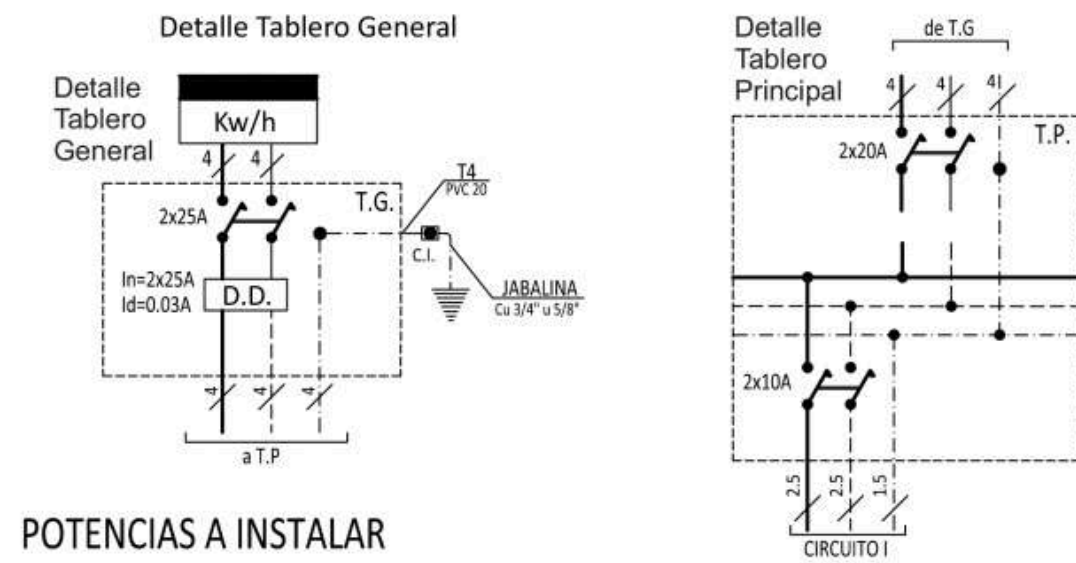 Detalle Tablero General
Detalle
Tablero
General
Kw/h
4 4
T.G.
2x25A
T4
PVC 20
C.I.
In=2x25A
Id=0.03A
D.D.
JABALINA
Cu 3/4" u 5/8"
4 4 4
a T.P
Detalle
Tablero
Principal
de T.G
4 4 4
T.P.
2x20A
2x10A
2.5 2.5 1.5
CIRCUITO I
POTENCIAS A INSTALAR